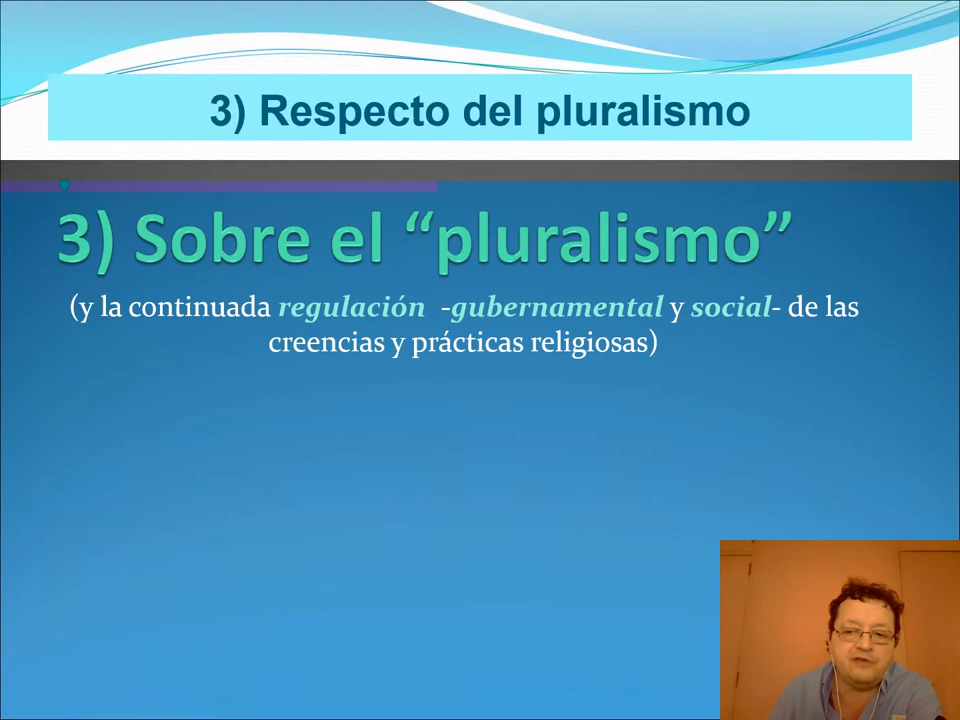 3) Respecto del pluralismo
3) Sobre el “pluralismo”
(y la continuada regulación -gubernamental y social- de las
creencias y prácticas religiosas)